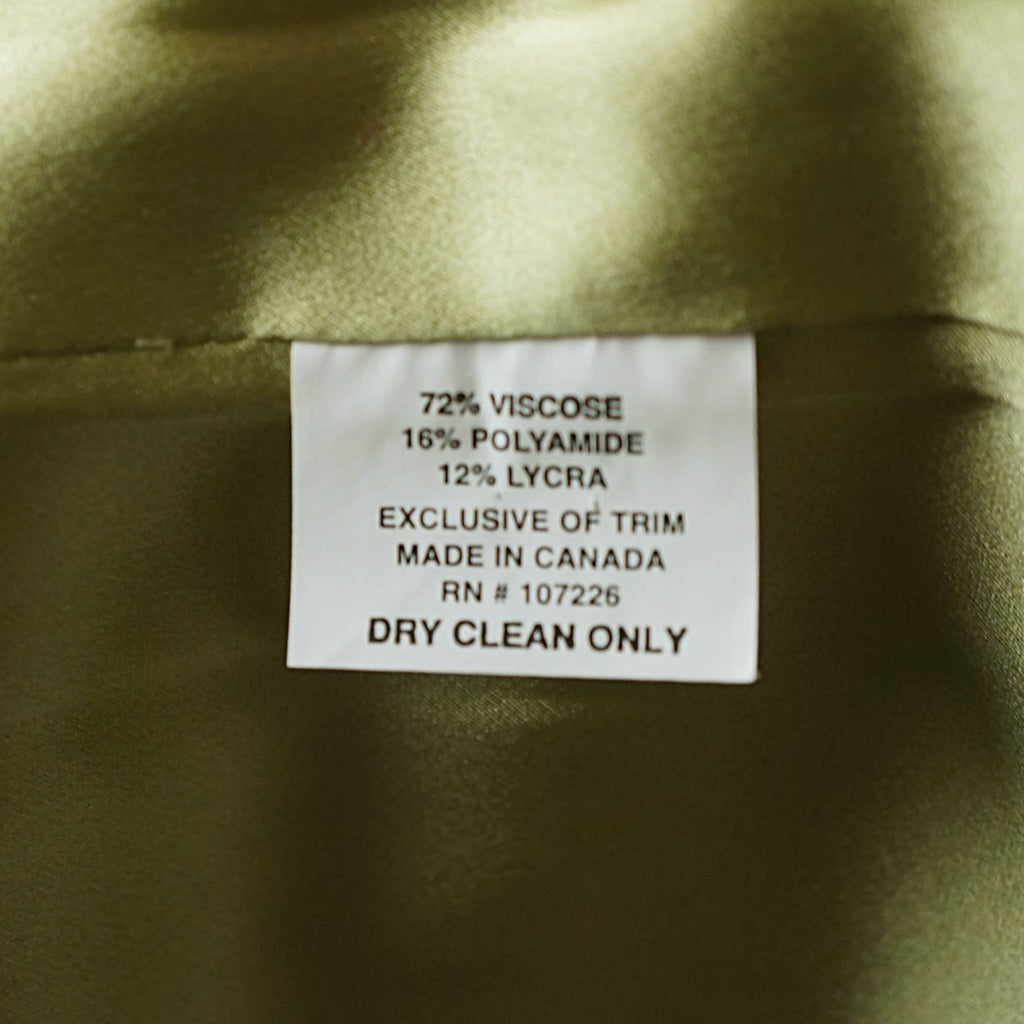 72% VISCOSE
16% POLYAMIDE
12% LYCRA
EXCLUSIVE OF TRIM
MADE IN CANADA
RN # 107226
DRY CLEAN ONLY